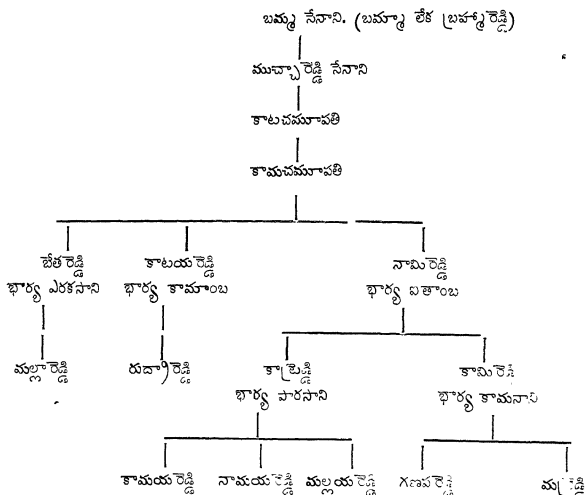 బమ్మ సేనాని. (బమ్మా లేక బ్రహ్మారెడ్డి)
ముచ్చారెడ్డి సేనాని
కాటచమూపతి
కామచమూపతి
బేతరెడ్డి కాటయరెడ్డి నామిరెడ్డి
భార్య ఎరకసాని భార్య కామాంబ భార్య ఐతాంబ
మల్లారెడ్డి రుద్రారెడ్డి కాట్రెడ్డి కామిరెడ్డి
భార్య పారసాని భార్య కామసాని
కామయరెడ్డి నామయరెడ్డి మల్లయరెడ్డి గణపరెడ్డి